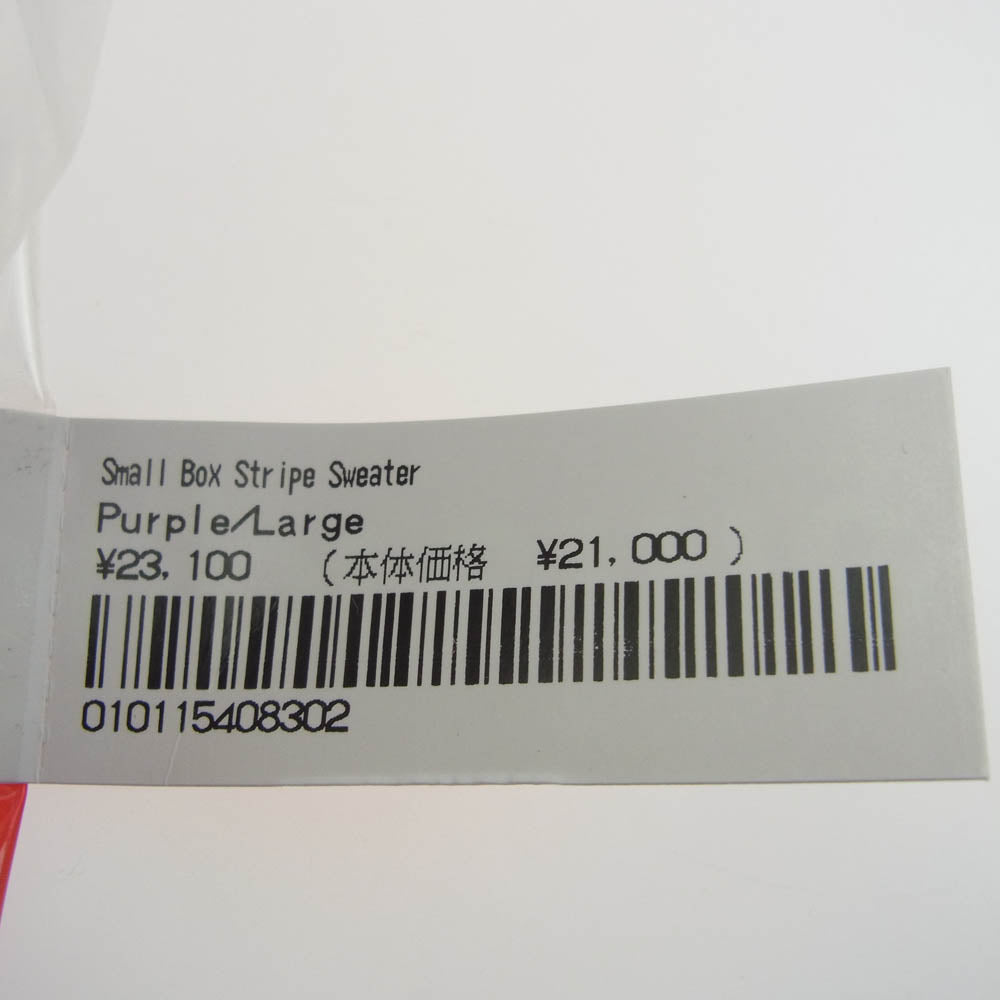 Small Box Stripe Sweater
Purple/Large
¥23,100 (本体価格 ¥21,000)
010115408302